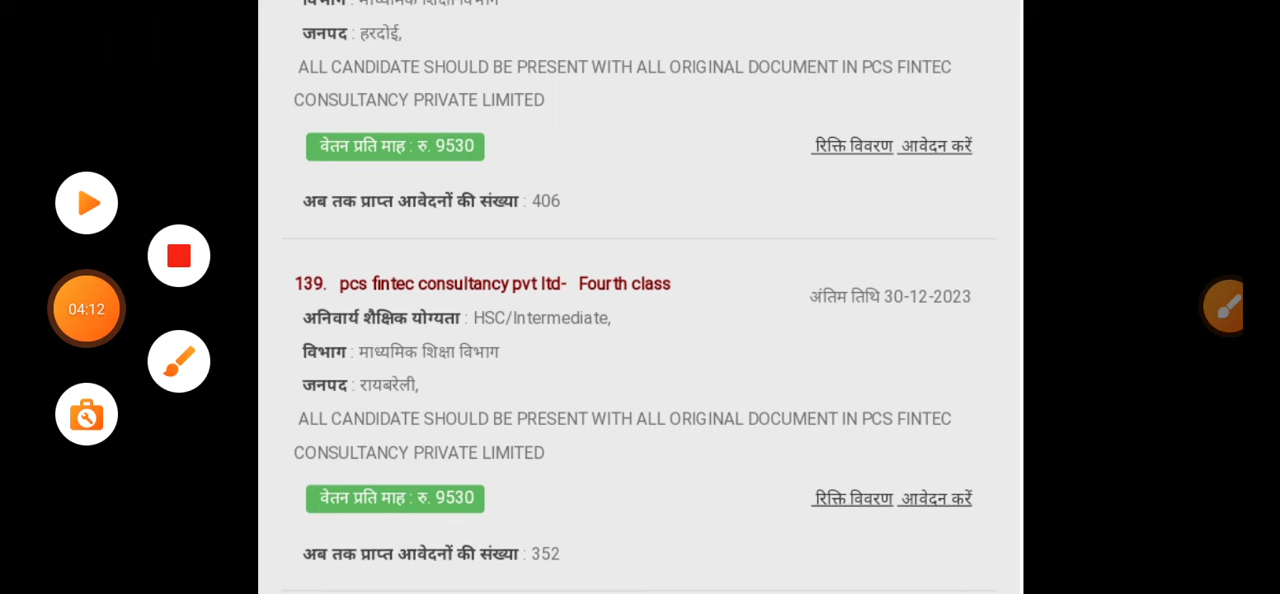 विभाग : माध्यमिक शिक्षा विभाग
जनपद : हरदोई,
ALL CANDIDATE SHOULD BE PRESENT WITH ALL ORIGINAL DOCUMENT IN PCS FINTEC
CONSULTANCY PRIVATE LIMITED
वेतन प्रति माह : रु. 9530 रिक्ति विवरण आवेदन करें
अब तक प्राप्त आवेदनों की संख्या : 406
139. pcs fintec consultancy pvt ltd- Fourth class
अंतिम तिथि 30-12-2023
अनिवार्य शैक्षिक योग्यता : HSC/Intermediate,
विभाग : माध्यमिक शिक्षा विभाग
जनपद : रायबरेली,
ALL CANDIDATE SHOULD BE PRESENT WITH ALL ORIGINAL DOCUMENT IN PCS FINTEC
CONSULTANCY PRIVATE LIMITED
वेतन प्रति माह : रु. 9530 रिक्ति विवरण आवेदन करें
अब तक प्राप्त आवेदनों की संख्या : 352
04:12